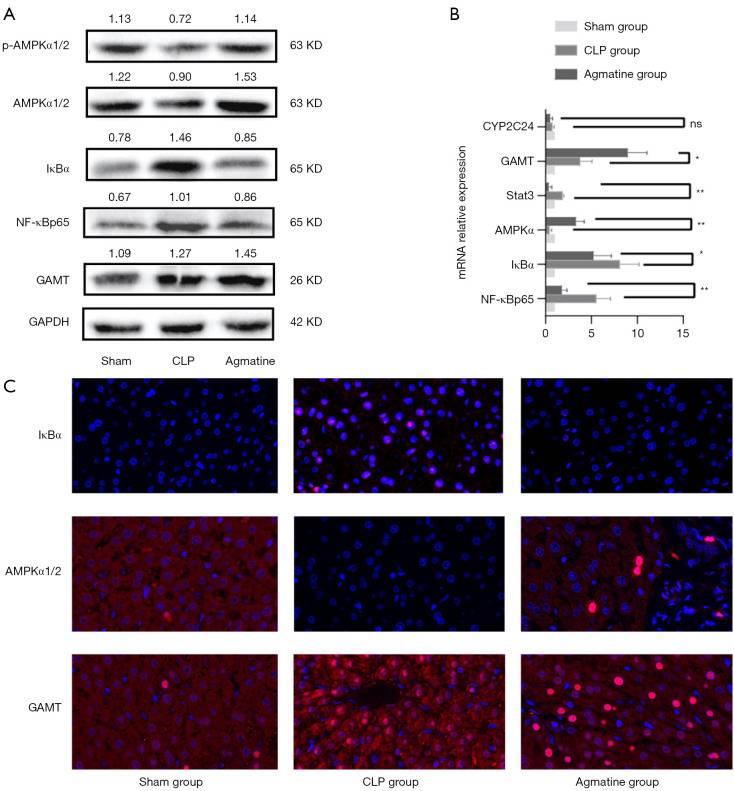 A
1.13 0.72 1.14
p-AMPKα1/2 63 KD
1.22 0.90 1.53
AMPKα1/2 63 KD
0.78 1.46 0.85
IκBα 65 KD
0.67 1.01 0.86
NF-κBp65 65 KD
1.09 1.27 1.45
GAMT 26 KD
GAPDH 42 KD
Sham CLP Agmatine
B
Sham group
CLP group
Agmatine group
mRNA relative expression
CYP2C24 ns
GAMT *
Stat3 **
AMPKα **
IκBα *
NF-κBp65 **
0 5 10 15
C
IκBα
AMPKα1/2
GAMT
Sham group CLP group Agmatine group